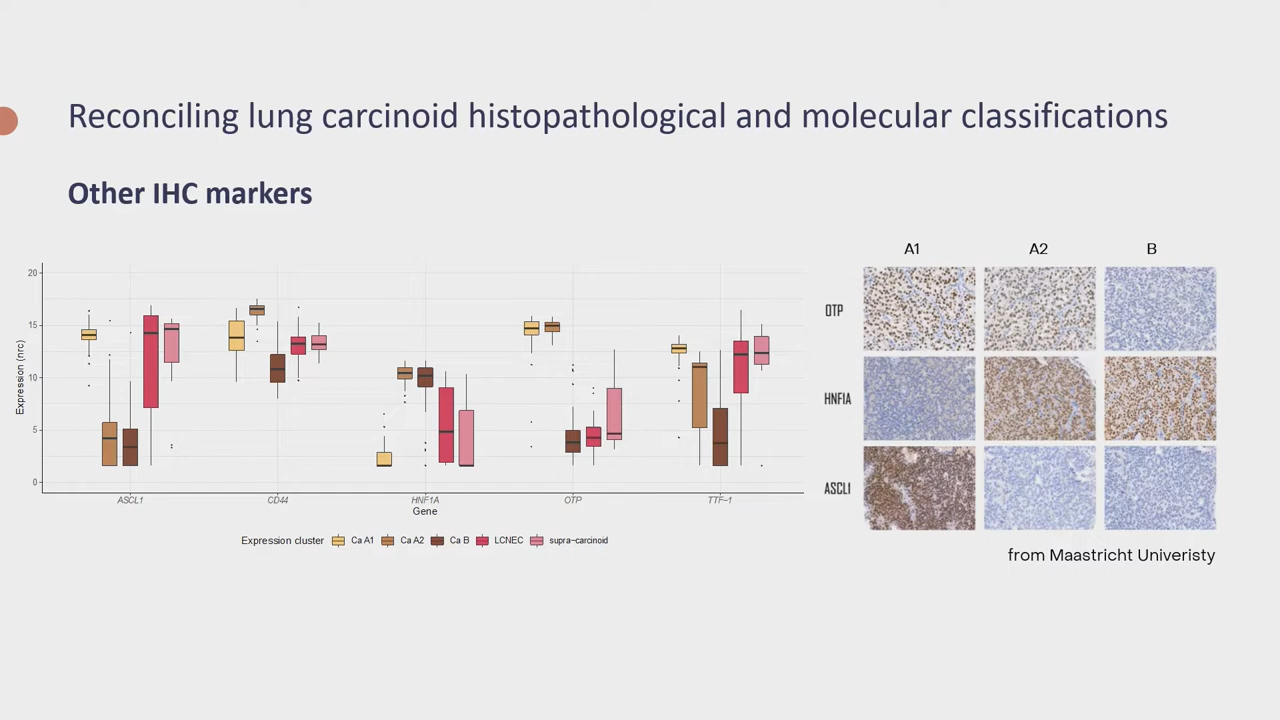 Reconciling lung carcinoid histopathological and molecular classifications
Other IHC markers
20
15
10
5
0
Expression (nrc)
ASCL1
CD44
HNF1A
OTP
TTF-1
Gene
Expression cluster
Ca A1
Ca A2
Ca B
LCNEC
supra-carcinoid
A1
A2
B
OTP
HNF1A
ASCL1
from Maastricht Univeristy